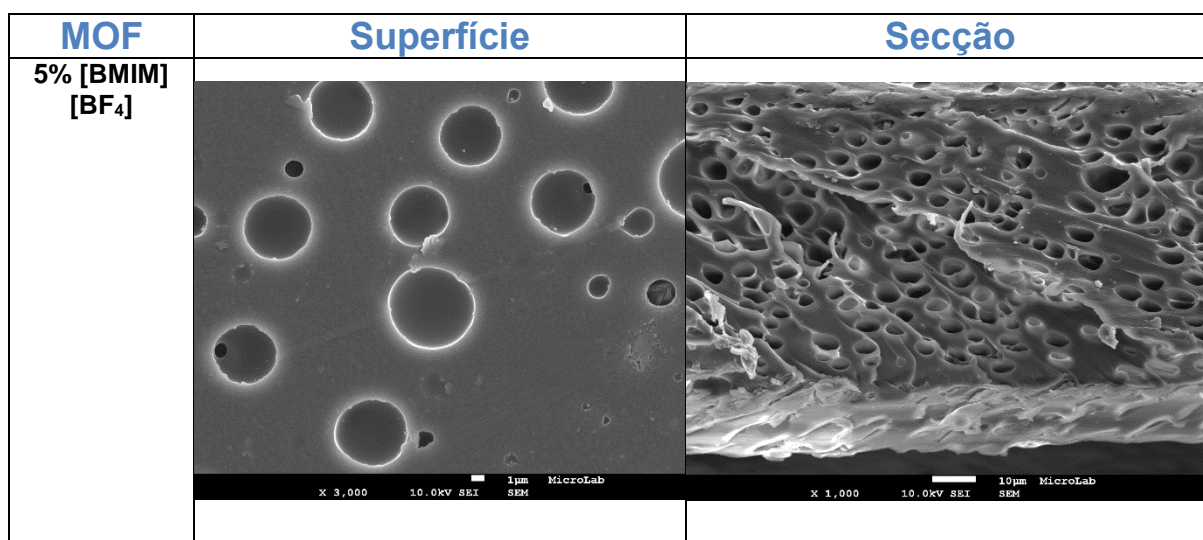 MOF
Superfície
Secção
5% [BMIM]
[BF₄]
1µm MicroLab
X 3,000 10.0kV SEI SEM
10µm MicroLab
X 1,000 10.0kV SEI SEM